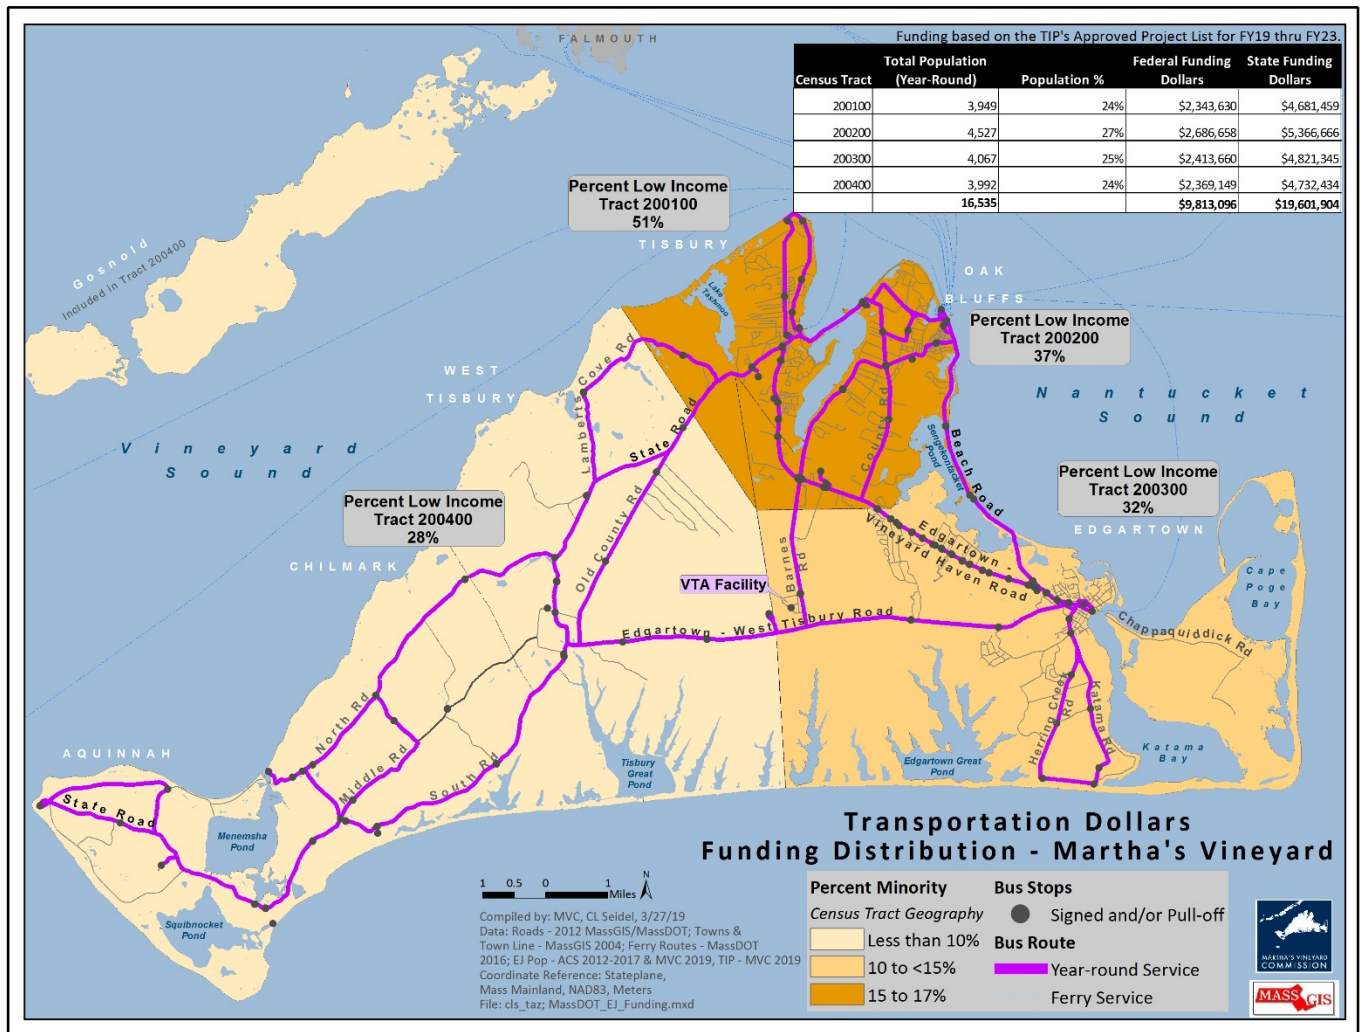 FALMOUTH
Funding based on the TIP's Approved Project List for FY19 thru FY23.
Census Tract Total Population (Year-Round) Population % Federal Funding Dollars State Funding Dollars
200100 3,949 24% $2,343,630 $4,681,459
200200 4,527 27% $2,686,658 $5,366,666
200300 4,067 25% $2,413,660 $4,821,345
200400 3,992 24% $2,369,149 $4,732,434
16,535 $9,813,096 $19,601,904
Percent Low Income
Tract 200100
51%
TISBURY
Gosnold
Included in Tract 200400
Lake
Tashmoo
OAK
BLUFFS
Percent Low Income
Tract 200200
37%
WEST
TISBURY
Lamberts Cove Rd
State Road
County Rd
Sengekontacket
Pond
Beach Road
Nantucket
Sound
Vineyard
Sound
Percent Low Income
Tract 200300
32%
EDGARTOWN
Percent Low Income
Tract 200400
28%
CHILMARK
Old County Rd
Barnes
Rd
VTA Facility
Edgartown -
Vineyard Haven Road
Cape
Poge
Bay
Edgartown - West Tisbury Road
Chappaquiddick Rd
North Rd
Middle Rd
South Rd
Herring Creek
Rd
Katama Rd
Katama
Bay
Tisbury
Great
Pond
Edgartown Great
Pond
AQUINNAH
State Road
Menemsha
Pond
Squibnocket
Pond
Transportation Dollars
Funding Distribution - Martha's Vineyard
1 0.5 0 1
Miles
N
Compiled by: MVC, CL Seidel, 3/27/19
Data: Roads - 2012 MassGIS/MassDOT; Towns &
Town Line - MassGIS 2004; Ferry Routes - MassDOT
2016; EJ Pop - ACS 2012-2017 & MVC 2019, TIP - MVC 2019
Coordinate Reference: Stateplane,
Mass Mainland, NAD83, Meters
File: cls_taz; MassDOT_EJ_Funding.mxd
Percent Minority
Census Tract Geography
Less than 10%
10 to <15%
15 to 17%
Bus Stops
Signed and/or Pull-off
Bus Route
Year-round Service
Ferry Service
MARTHA'S VINEYARD
COMMISSION
MASSGIS